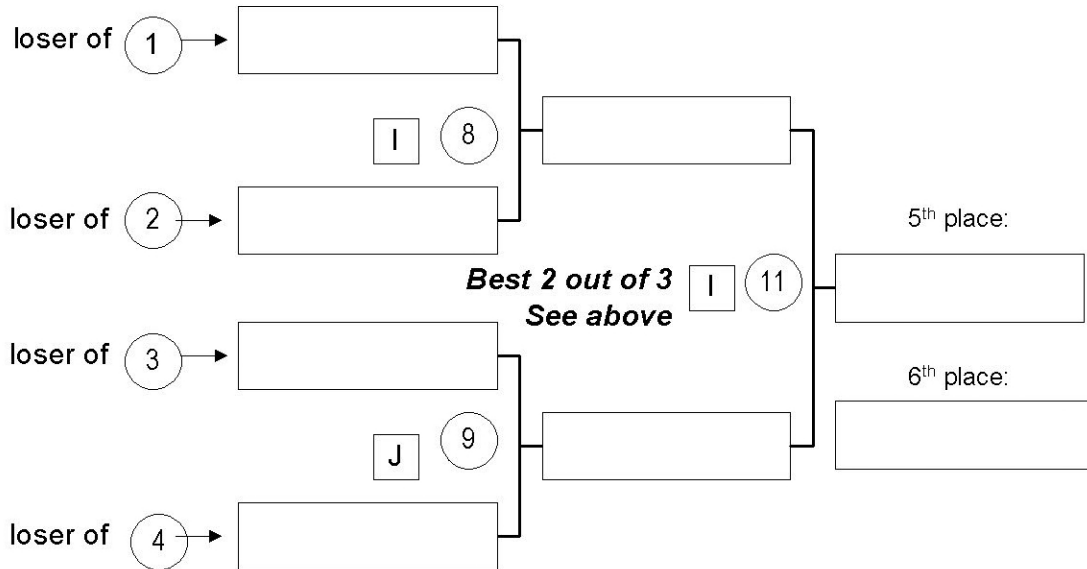 loser of 1
I 8
loser of 2
5th place:
Best 2 out of 3 I 11
See above
loser of 3
6th place:
J 9
loser of 4